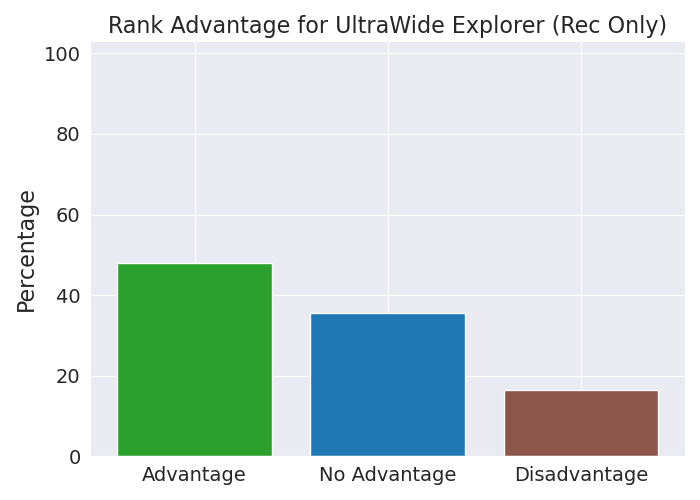 Rank Advantage for UltraWide Explorer (Rec Only)
100
80
60
40
20
0
Percentage
Advantage
No Advantage
Disadvantage